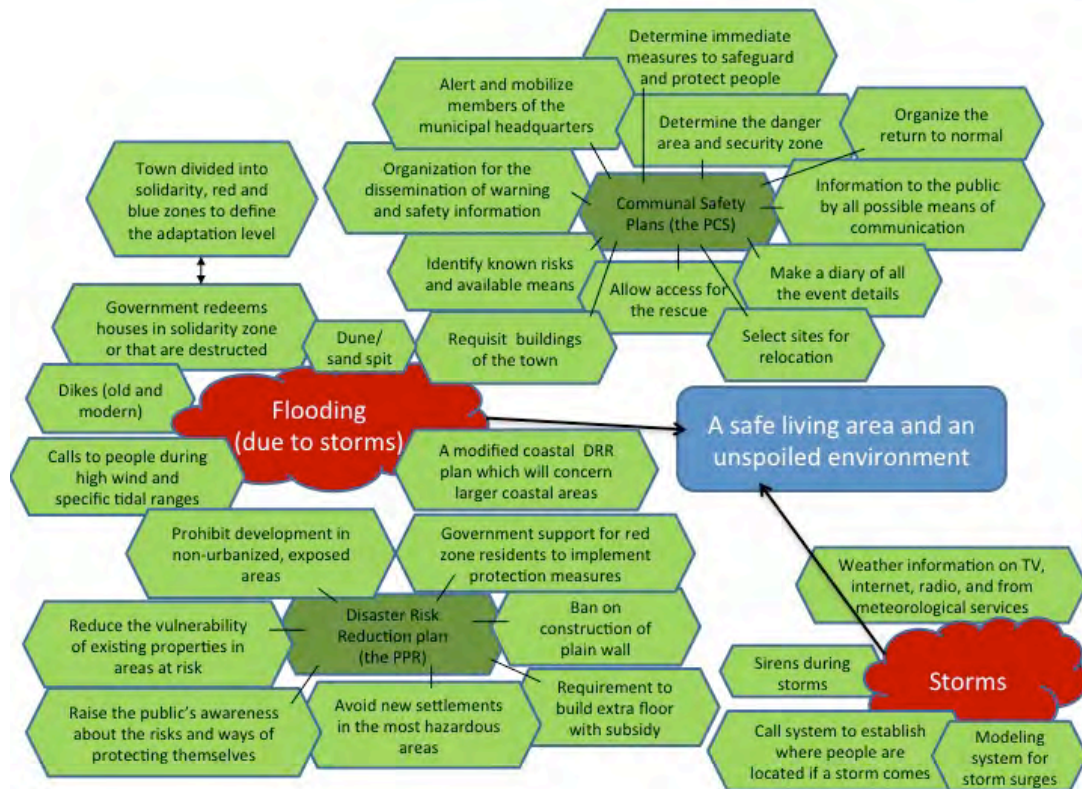 Determine immediate
measures to safeguard
and protect people
Alert and mobilize
members of the
municipal headquarters
Determine the danger
area and security zone
Organize the
return to normal
Town divided into
solidarity, red and
blue zones to define
the adaptation level
Organization for the
dissemination of warning
and safety information
Communal Safety
Plans (the PCS)
Information to the public
by all possible means of
communication
Identify known risks
and available means
Allow access for
the rescue
Make a diary of all
the event details
Government redeems
houses in solidarity zone
or that are destructed
Dune/
sand spit
Requisit buildings
of the town
Select sites for
relocation
Dikes (old and
modern)
Flooding
(due to storms)
A safe living area and an
unspoiled environment
Calls to people during
high wind and
specific tidal ranges
A modified coastal DRR
plan which will concern
larger coastal areas
Prohibit development in
non-urbanized, exposed
areas
Government support for red
zone residents to implement
protection measures
Weather information on TV,
internet, radio, and from
meteorological services
Reduce the vulnerability
of existing properties in
areas at risk
Disaster Risk
Reduction plan
(the PPR)
Ban on
construction of
plain wall
Sirens during
storms
Storms
Raise the public's awareness
about the risks and ways of
protecting themselves
Avoid new settlements
in the most hazardous
areas
Requirement to
build extra floor
with subsidy
Call system to establish
where people are
located if a storm comes
Modeling
system for
storm surges